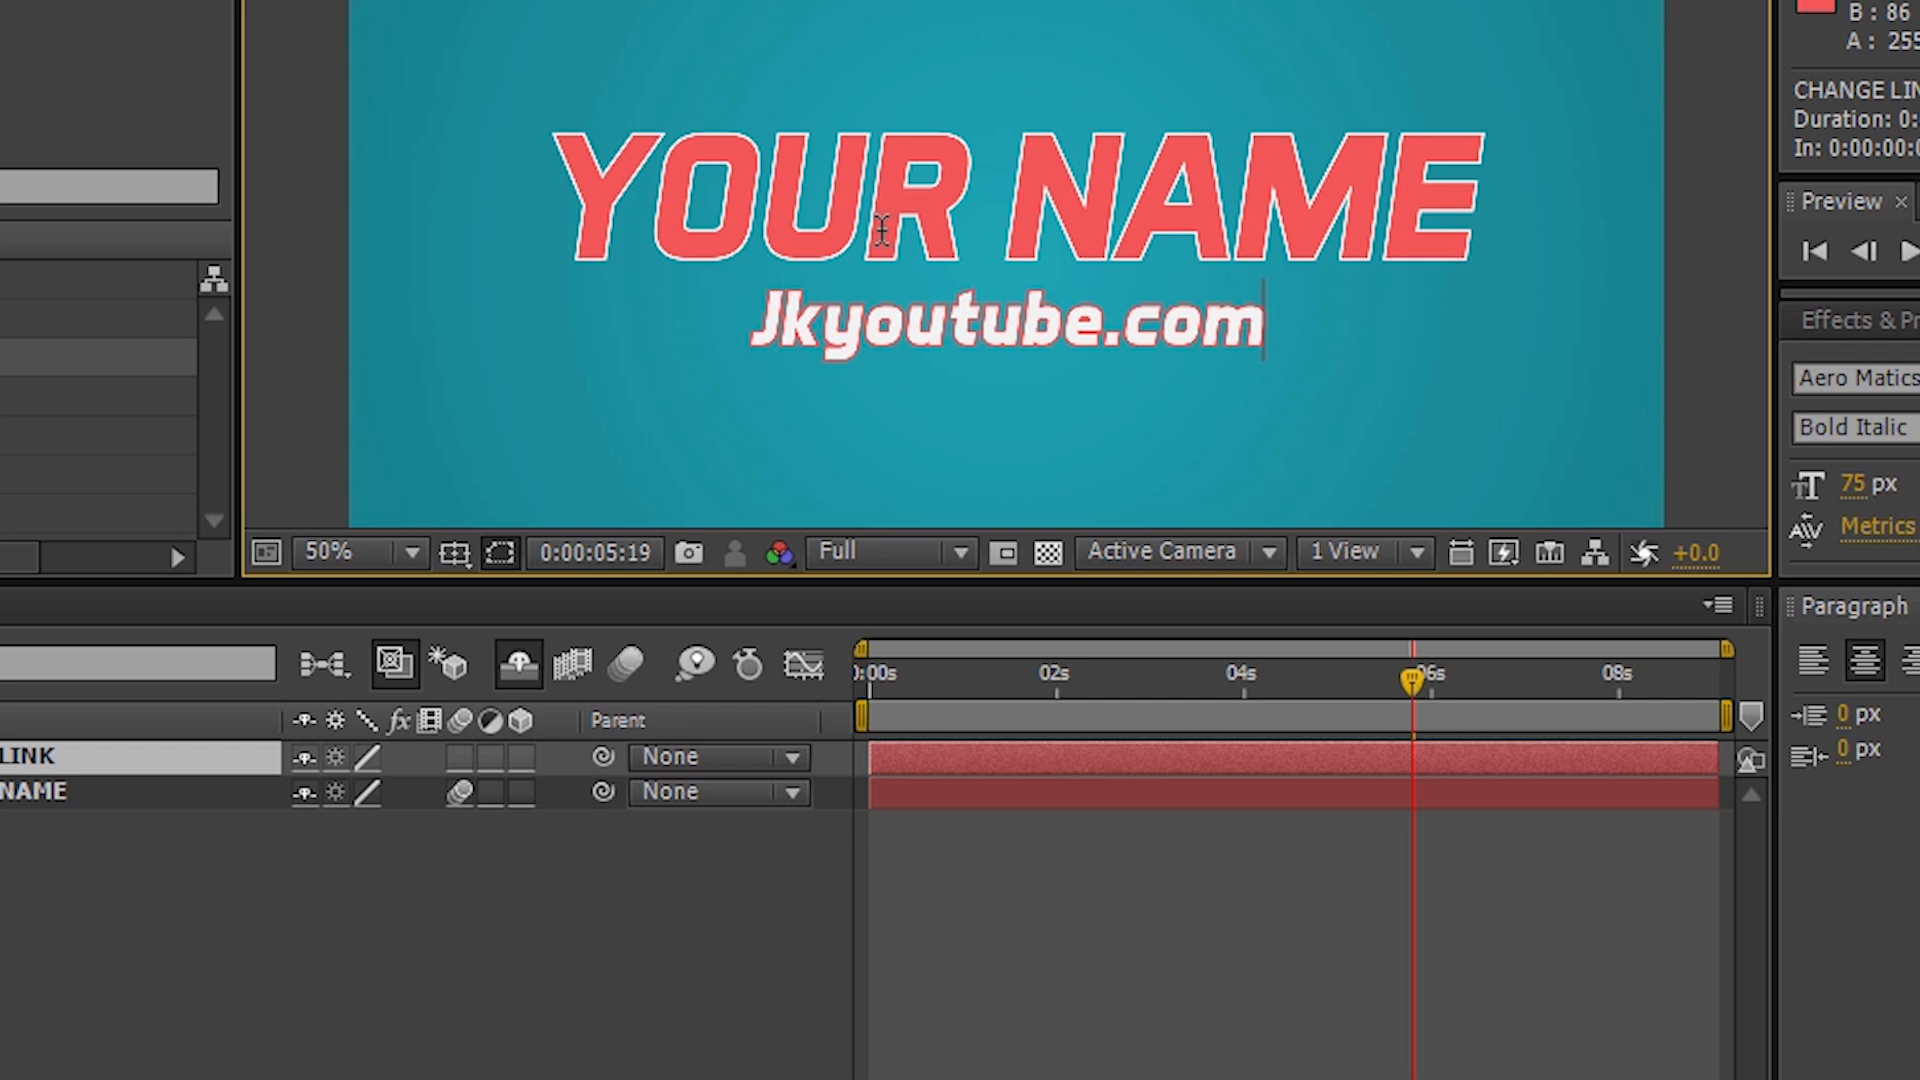 B : 86
A : 255
CHANGE LIN
Duration: 0:
In: 0:00:00:0
YOUR NAME
Jkyoutube.com
Preview
Effects & Pr
Aero Matics
Bold Italic
75 px
Metrics
50%
0:00:05:19
Full
Active Camera
1 View
+0.0
Paragraph
0 px
0 px
:00s
02s
04s
06s
08s
fx
Parent
LINK
None
NAME
None